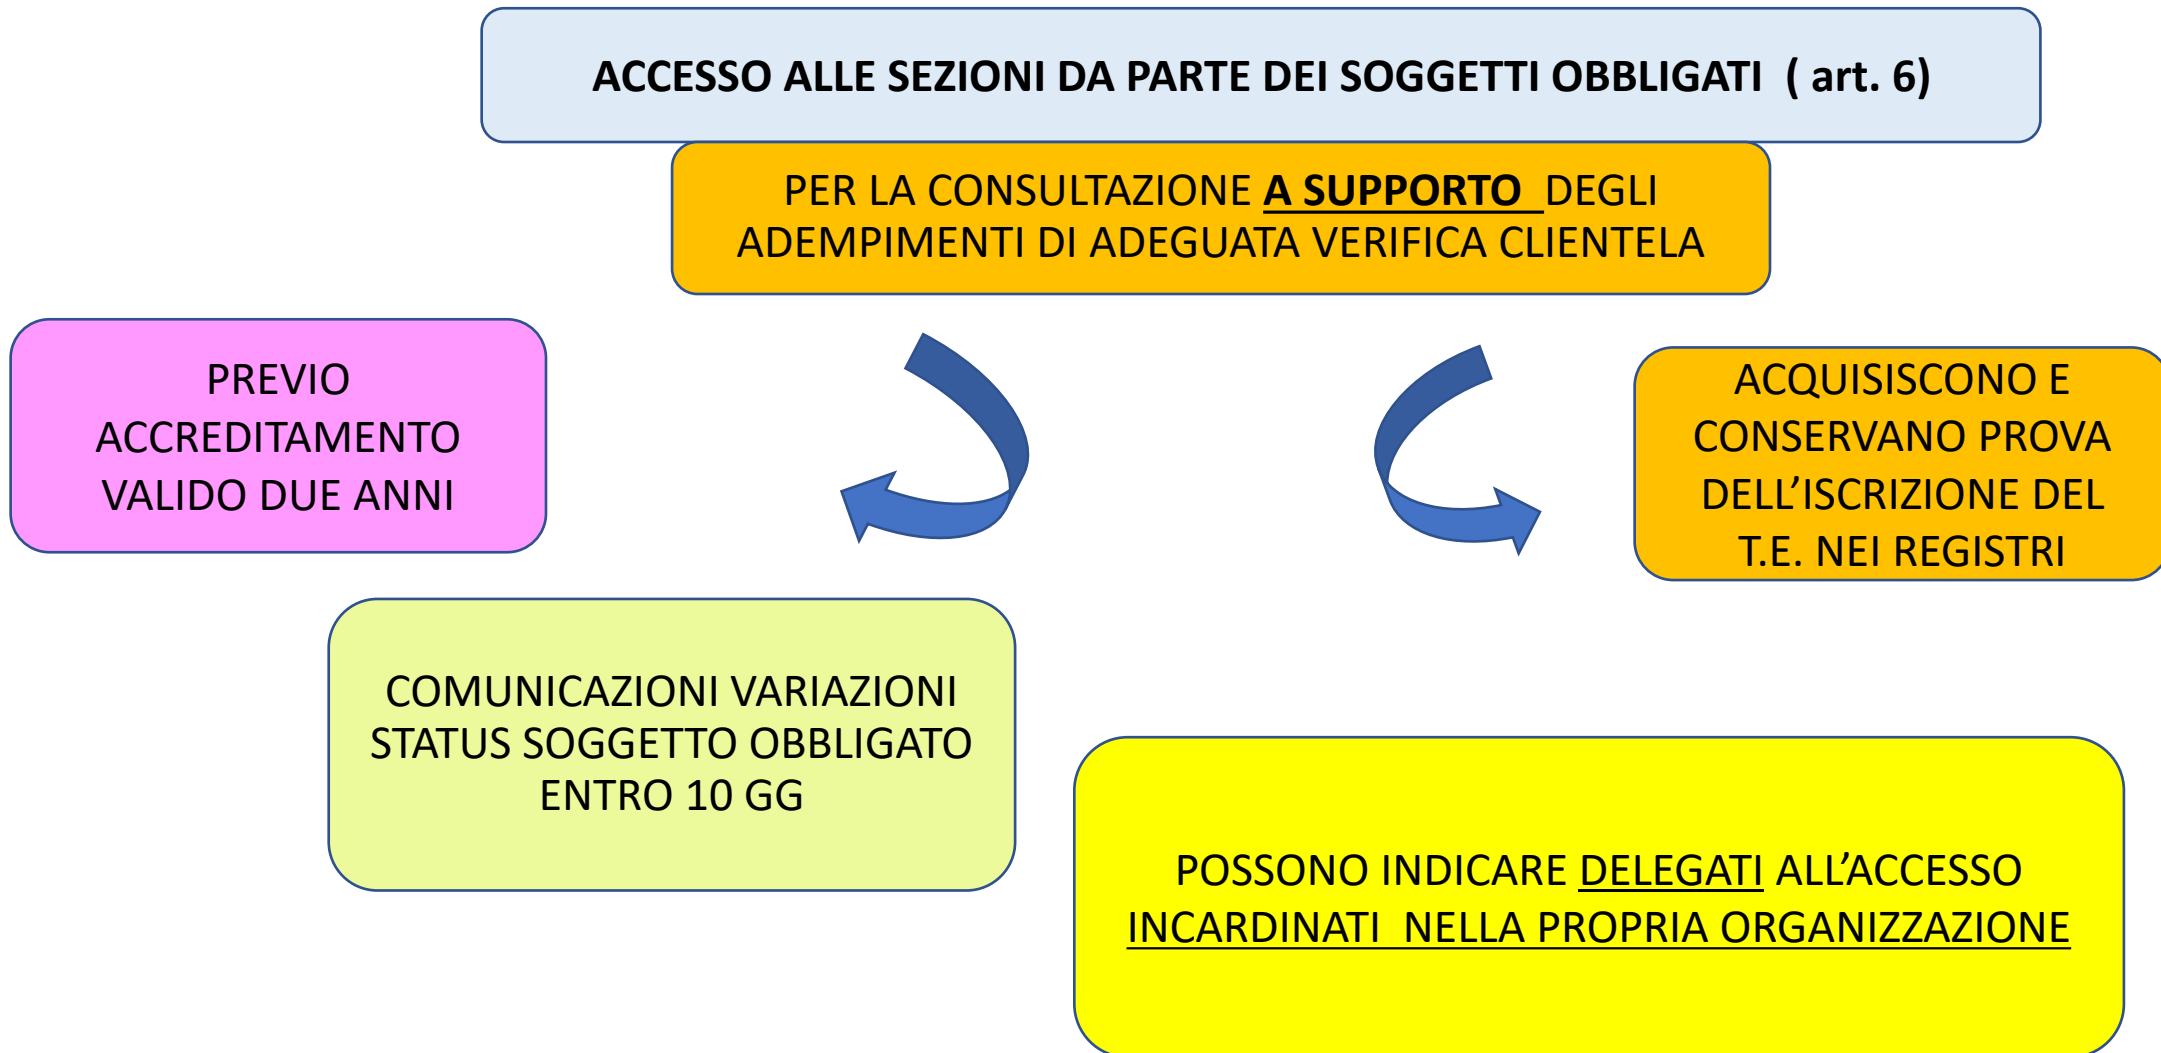 ACCESSO ALLE SEZIONI DA PARTE DEI SOGGETTI OBBLIGATI ( art. 6)
PER LA CONSULTAZIONE A SUPPORTO DEGLI
ADEMPIMENTI DI ADEGUATA VERIFICA CLIENTELA
PREVIO
ACCREDITAMENTO
VALIDO DUE ANNI
ACQUISISCONO E
CONSERVANO PROVA
DELL’ISCRIZIONE DEL
T.E. NEI REGISTRI
COMUNICAZIONI VARIAZIONI
STATUS SOGGETTO OBBLIGATO
ENTRO 10 GG
POSSONO INDICARE DELEGATI ALL’ACCESSO
INCARDINATI NELLA PROPRIA ORGANIZZAZIONE